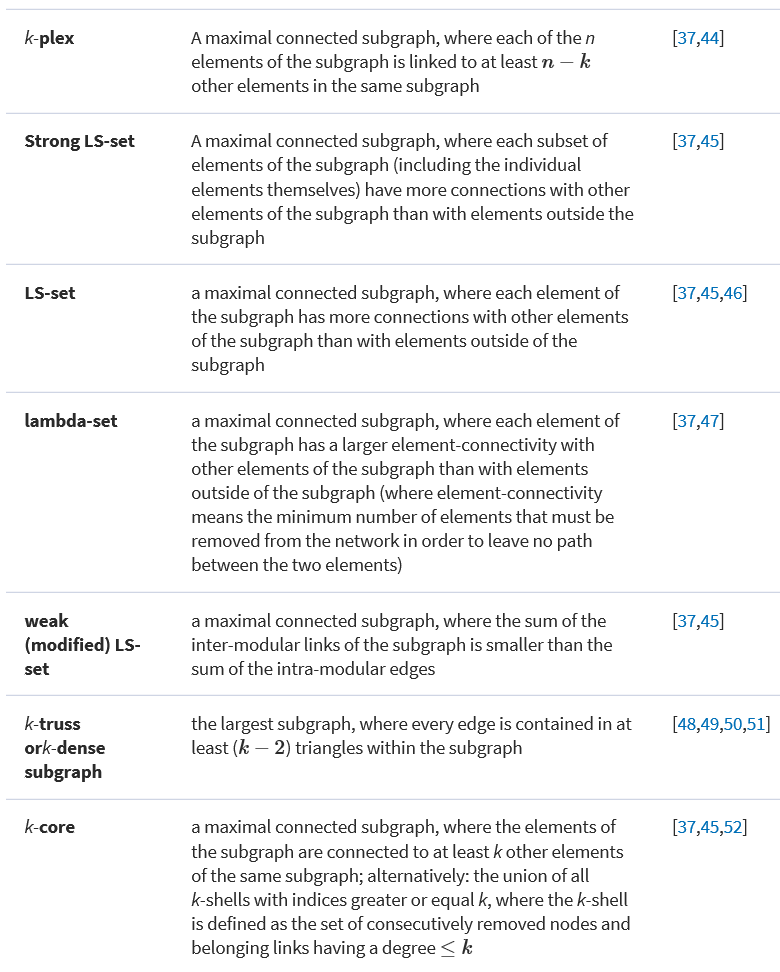 k-plex
A maximal connected subgraph, where each of the n
elements of the subgraph is linked to at least n − k
other elements in the same subgraph
[37,44]
Strong LS-set
A maximal connected subgraph, where each subset of
elements of the subgraph (including the individual
elements themselves) have more connections with other
elements of the subgraph than with elements outside the
subgraph
[37,45]
LS-set
a maximal connected subgraph, where each element of
the subgraph has more connections with other elements
of the subgraph than with elements outside of the
subgraph
[37,45,46]
lambda-set
a maximal connected subgraph, where each element of
the subgraph has a larger element-connectivity with
other elements of the subgraph than with elements
outside of the subgraph (where element-connectivity
means the minimum number of elements that must be
removed from the network in order to leave no path
between the two elements)
[37,47]
weak
(modified) LS-
set
a maximal connected subgraph, where the sum of the
inter-modular links of the subgraph is smaller than the
sum of the intra-modular edges
[37,45]
k-truss
ork-dense
subgraph
the largest subgraph, where every edge is contained in at
least (k − 2) triangles within the subgraph
[48,49,50,51]
k-core
a maximal connected subgraph, where the elements of
the subgraph are connected to at least k other elements
of the same subgraph; alternatively: the union of all
k-shells with indices greater or equal k, where the k-shell
is defined as the set of consecutively removed nodes and
belonging links having a degree ≤ k
[37,45,52]